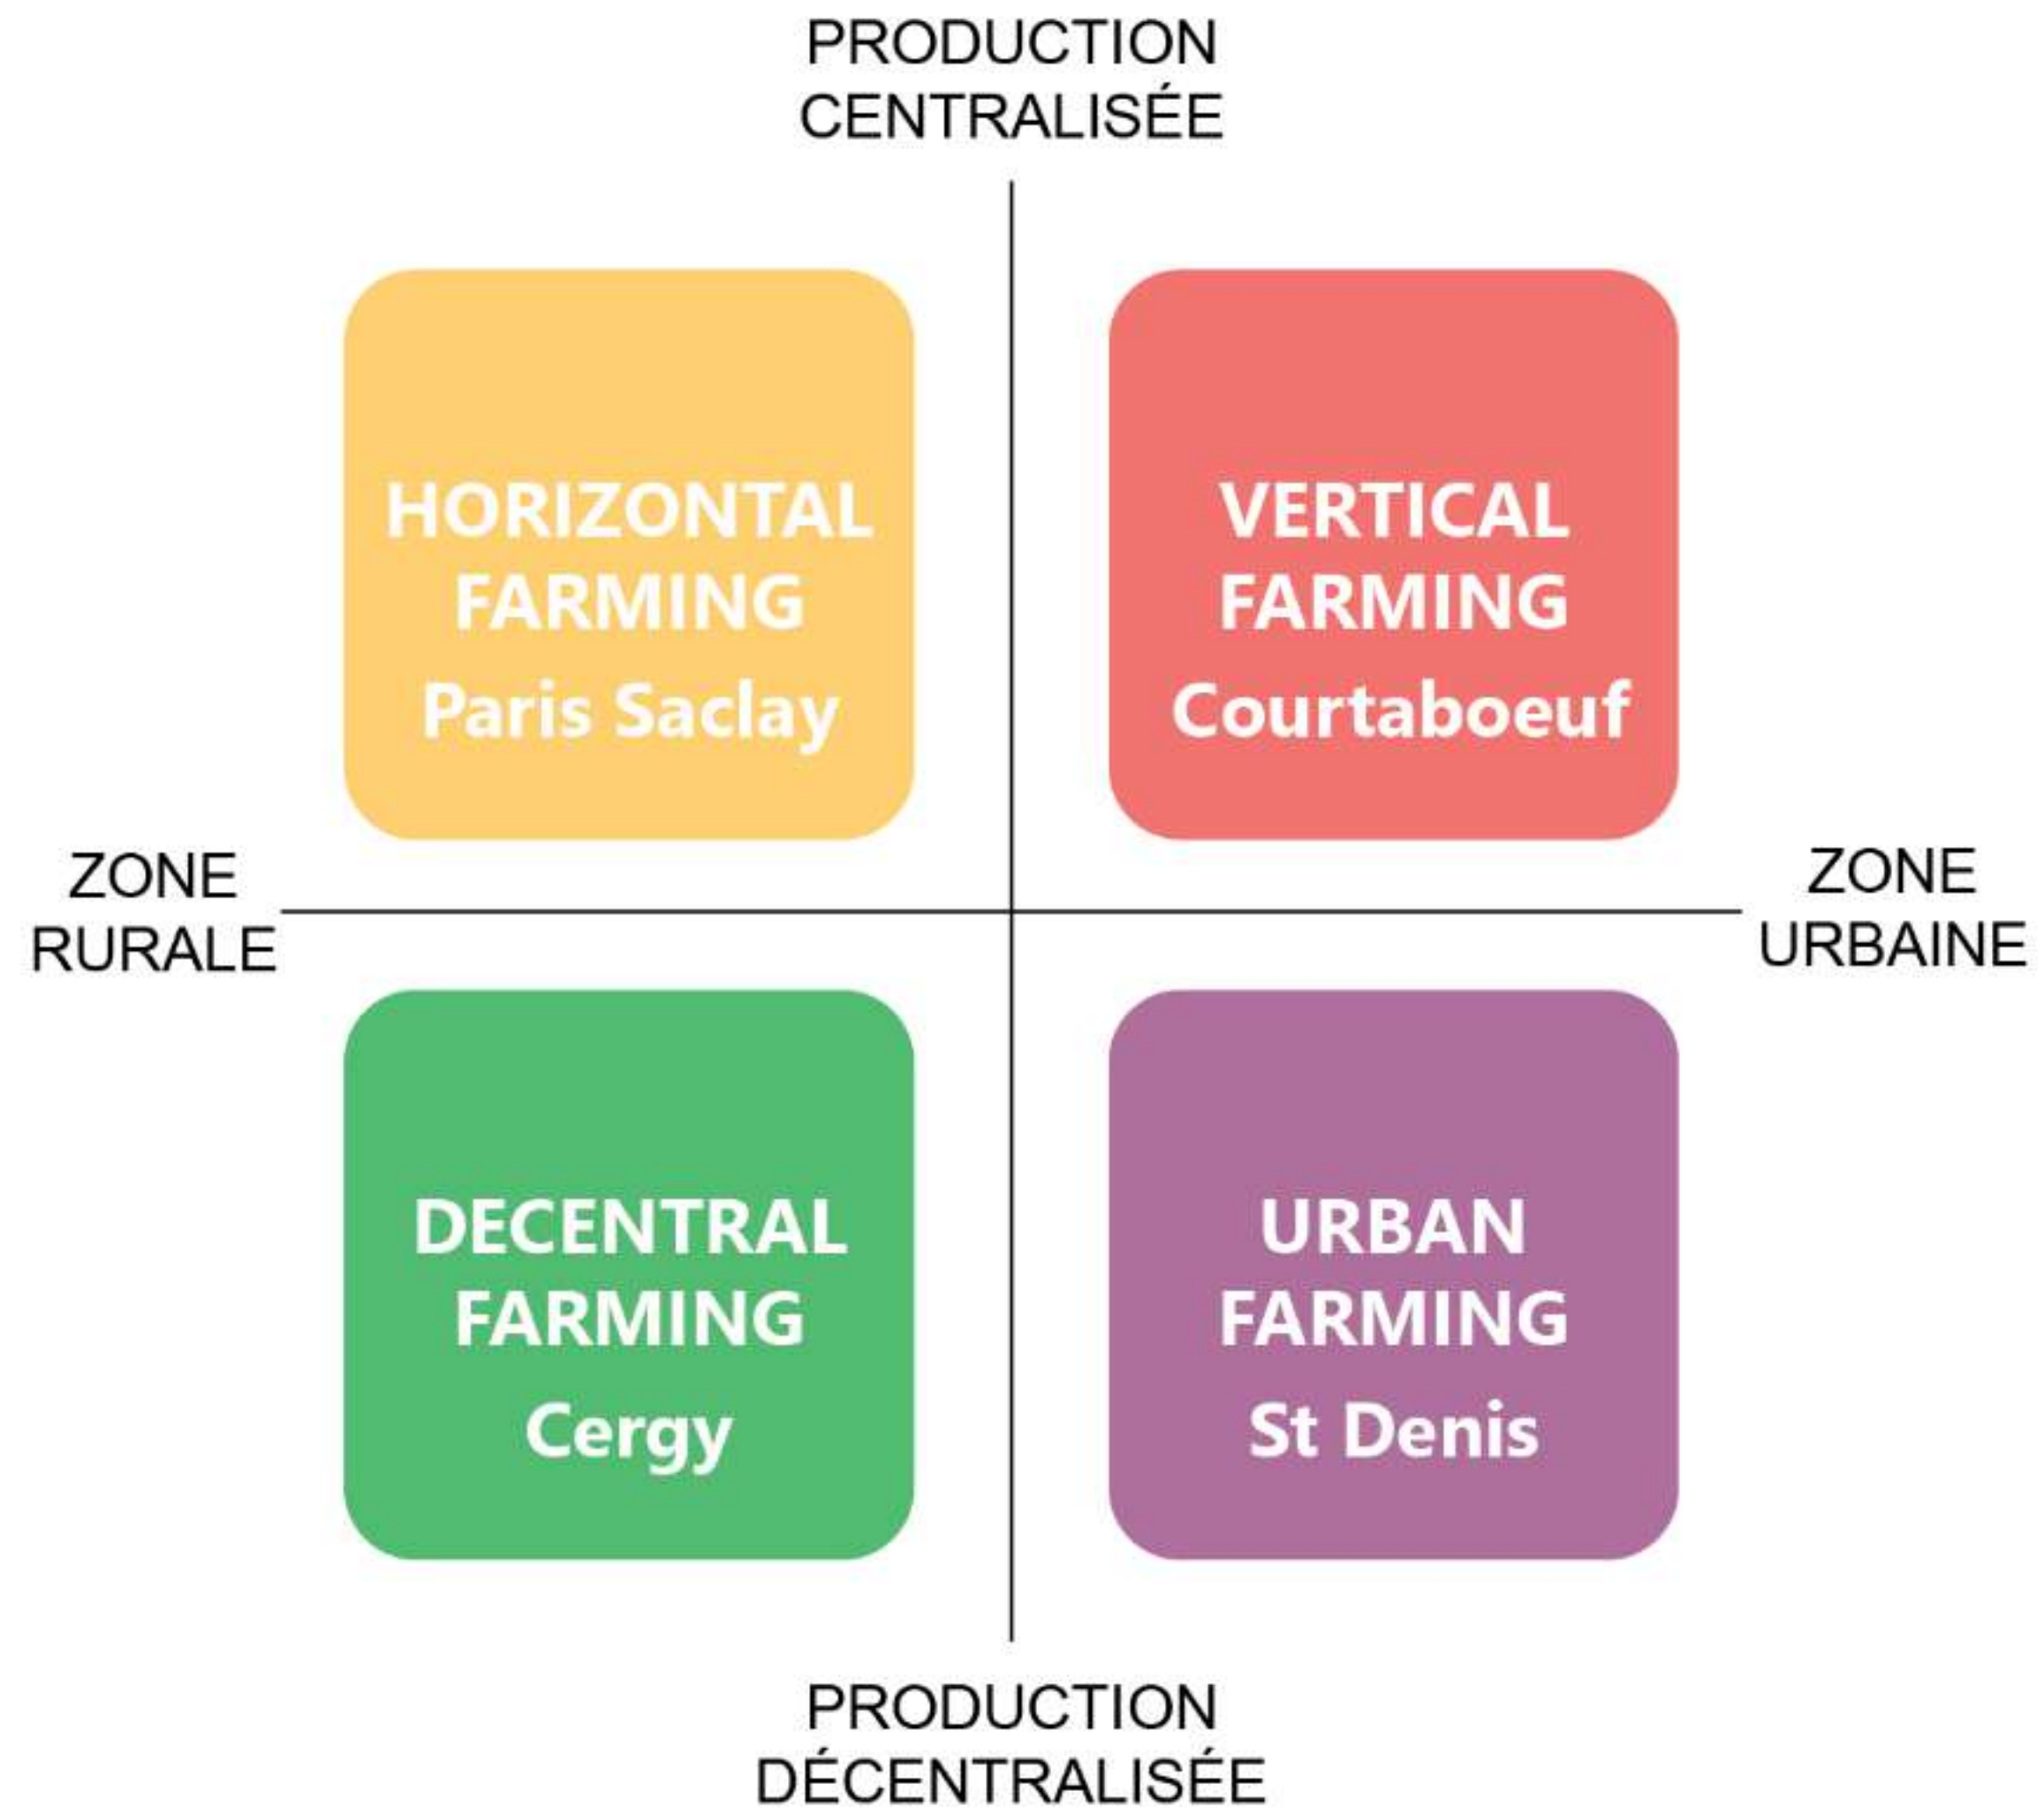 PRODUCTION
CENTRALISÉE
HORIZONTAL
FARMING
Paris Saclay
VERTICAL
FARMING
Courtaboeuf
ZONE
RURALE
ZONE
URBAINE
DECENTRAL
FARMING
Cergy
URBAN
FARMING
St Denis
PRODUCTION
DÉCENTRALISÉE